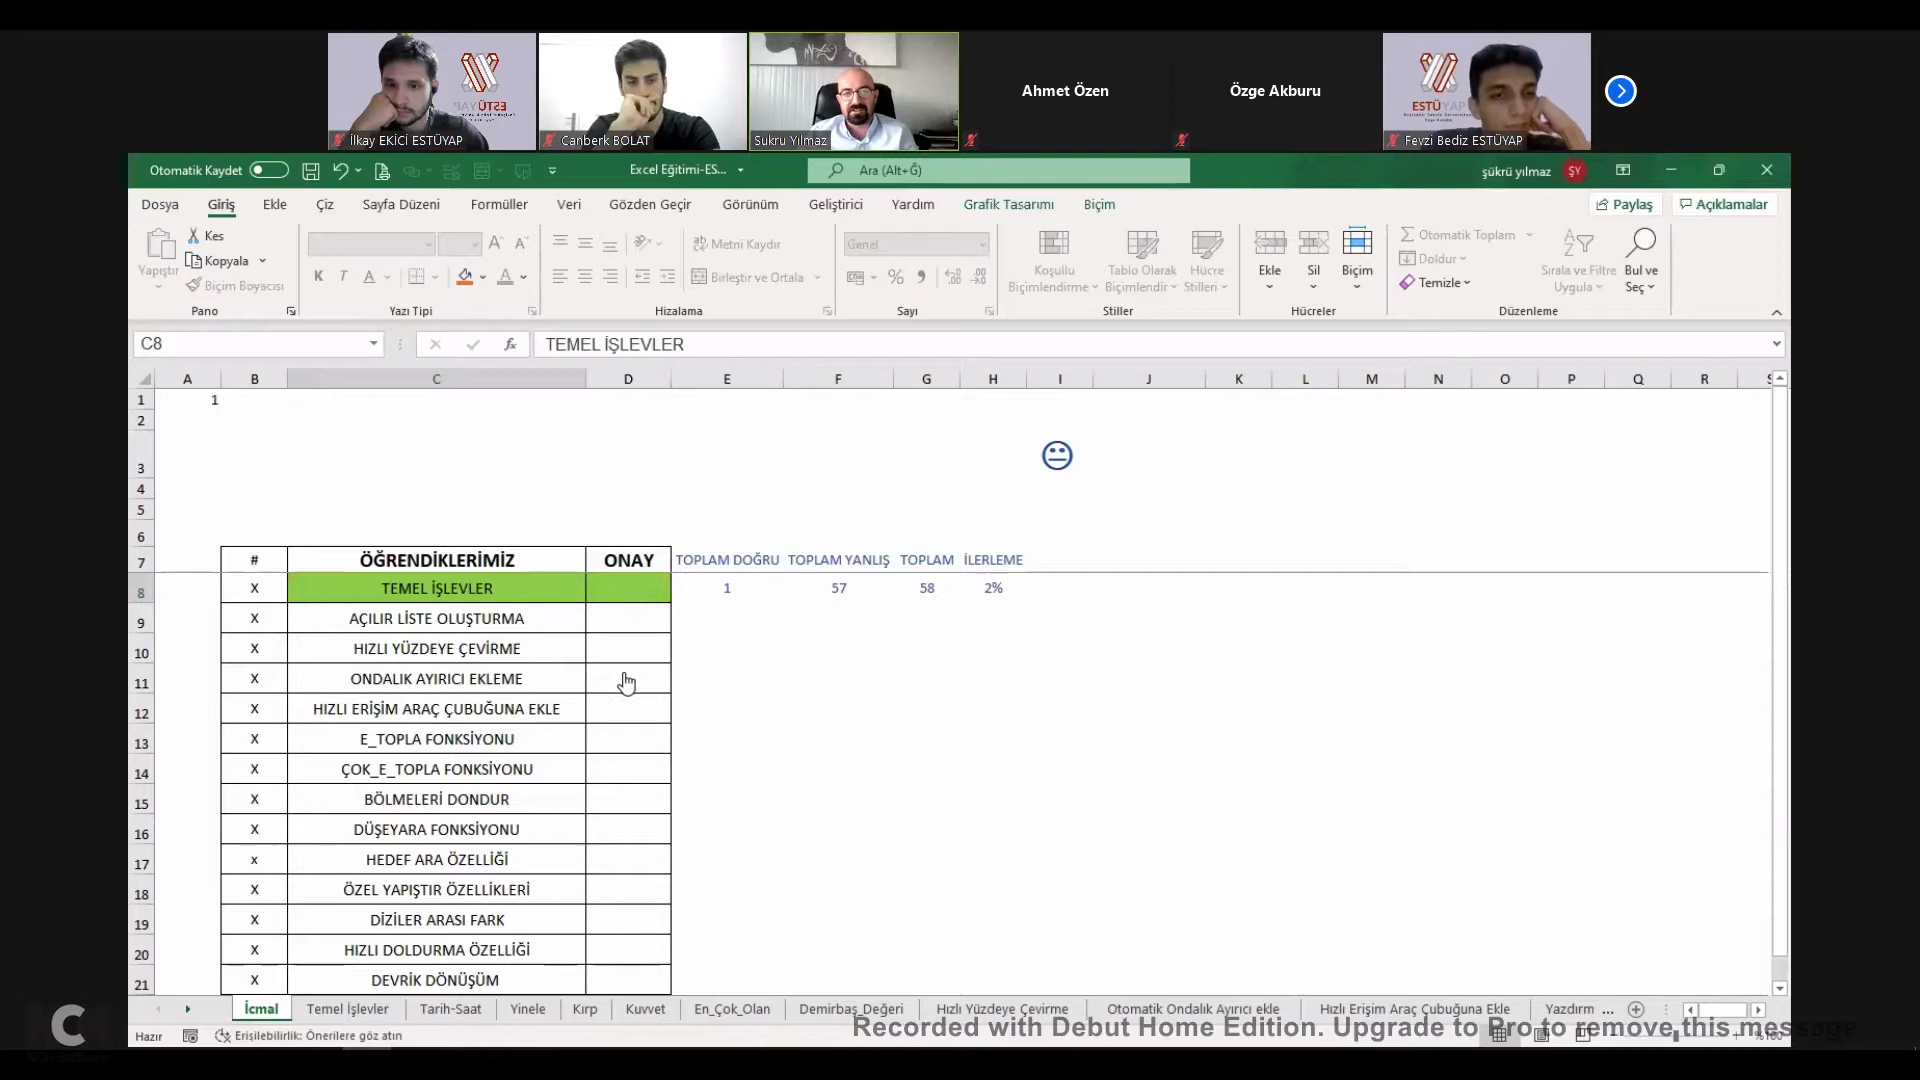 ESTÜYAP
İlkay EKİCİ ESTÜYAP
Canberk BOLAT
Sukru Yılmaz
Ahmet Özen
Özge Akburu
ESTÜYAP
Fevzi Bediz ESTÜYAP
Otomatik Kaydet
Excel Eğitimi-ES...
Ara (Alt+Ğ)
şükrü yılmaz
ŞY
Dosya Giriş Ekle Çiz Sayfa Düzeni Formüller Veri Gözden Geçir Görünüm Geliştirici Yardım Grafik Tasarımı Biçim
Paylaş
Açıklamalar
Yapıştır
Kes
Kopyala
Biçim Boyacısı
Pano
K T A
Yazı Tipi
Metni Kaydır
Birleştir ve Ortala
Hizalama
Genel
Sayı
Koşullu Biçimlendirme
Tablo Olarak Biçimlendir
Hücre Stilleri
Stiller
Ekle
Sil
Biçim
Hücreler
Otomatik Toplam
Doldur
Temizle
Sırala ve Filtre Uygula
Bul ve Seç
Düzenleme
C8
fx
TEMEL İŞLEVLER
A B C D E F G H I J K L M N O P Q R S
1 1
2
3
4
5
6
7 # ÖĞRENDİKLERİMİZ ONAY TOPLAM DOĞRU TOPLAM YANLIŞ TOPLAM İLERLEME
8 X TEMEL İŞLEVLER 1 57 58 2%
9 X AÇILIR LİSTE OLUŞTURMA
10 X HIZLI YÜZDEYE ÇEVİRME
11 X ONDALIK AYIRICI EKLEME
12 X HIZLI ERİŞİM ARAÇ ÇUBUĞUNA EKLE
13 X E_TOPLA FONKSİYONU
14 X ÇOK_E_TOPLA FONKSİYONU
15 X BÖLMELERİ DONDUR
16 X DÜŞEYARA FONKSİYONU
17 x HEDEF ARA ÖZELLİĞİ
18 X ÖZEL YAPIŞTIR ÖZELLİKLERİ
19 X DİZİLER ARASI FARK
20 X HIZLI DOLDURMA ÖZELLİĞİ
21 X DEVRİK DÖNÜŞÜM
İcmal Temel İşlevler Tarih-Saat Yinele Kırp Kuvvet En_Çok_Olan Demirbaş_Değeri Hızlı Yüzdeye Çevirme Otomatik Ondalık Ayırıcı ekle Hızlı Erişim Araç Çubuğuna Ekle Yazdırm ...
Hazır
Erişilebilirlik: Önerilere göz atın
Recorded with Debut Home Edition. Upgrade to Pro to remove this message